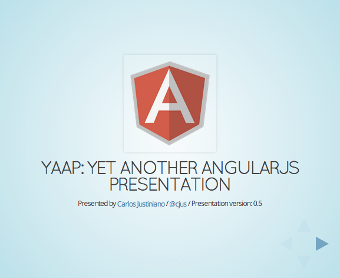 A
YAAP: YET ANOTHER ANGULARJS
PRESENTATION
Presented by Carlos Justiniano / @cjus / Presentation version: 0.5